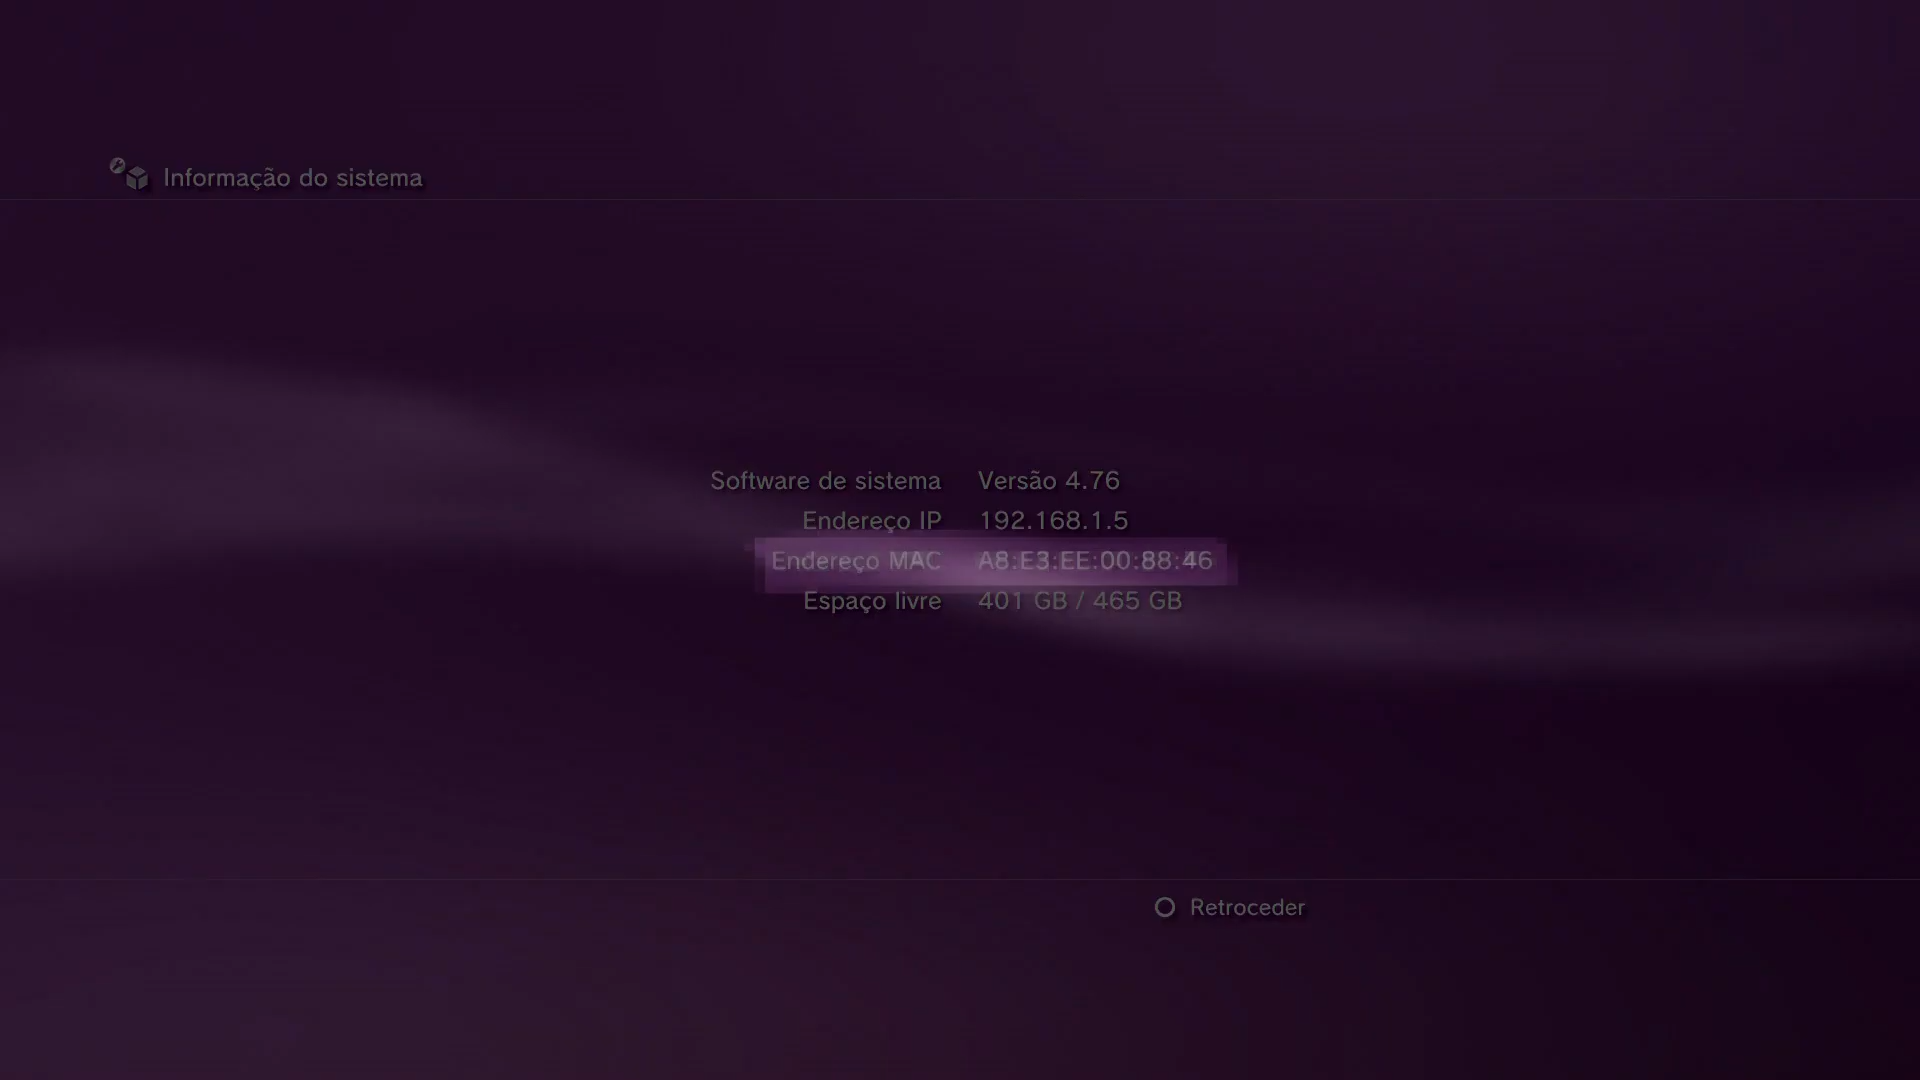 Informação do sistema
Software de sistema Versão 4.76
Endereço IP 192.168.1.5
Endereço MAC A8:E3:EE:00:88:46
Espaço livre 401 GB / 465 GB
Retroceder